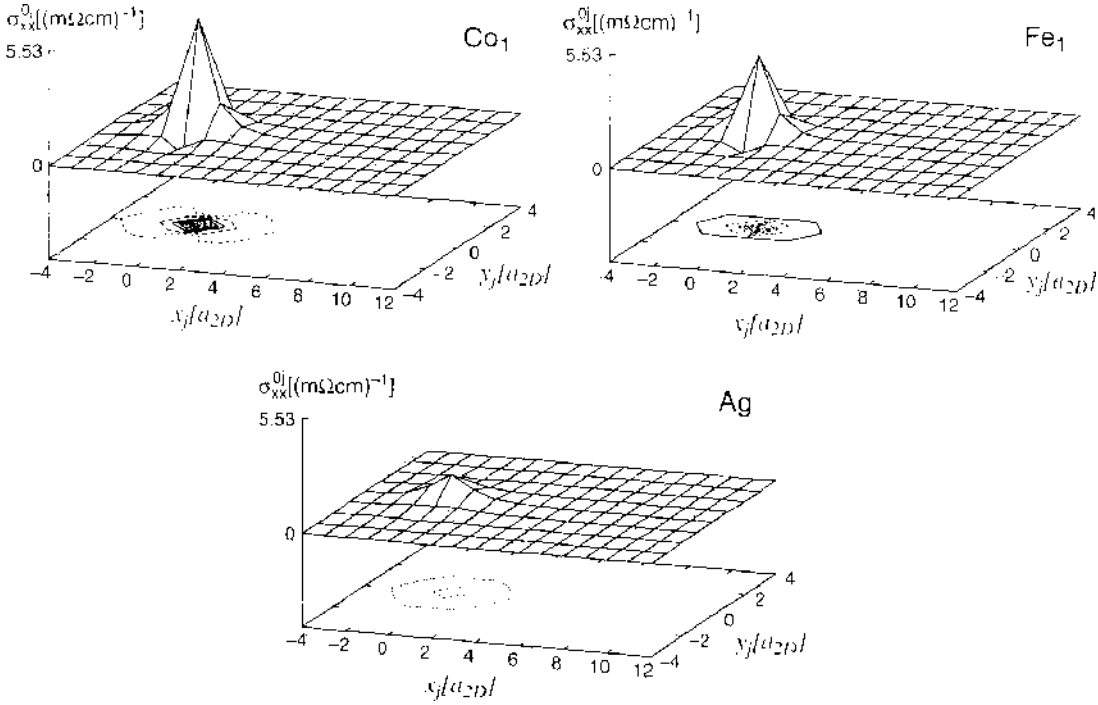 σ⁰ʲₓₓ[(mΩcm)⁻¹]
Co₁
5.53
0
−4 −2 0 2 4 6 8 10 12
xⱼ[a₂D]
−4 −2 0 2 4
yⱼ[a₂D]
σ⁰ʲₓₓ[(mΩcm)⁻¹]
Fe₁
5.53
0
−4 −2 0 2 4 6 8 10 12
xⱼ[a₂D]
−4 −2 0 2 4
yⱼ[a₂D]
σ⁰ʲₓₓ[(mΩcm)⁻¹]
Ag
5.53
0
−4 −2 0 2 4 6 8 10 12
xⱼ[a₂D]
−4 −2 0 2 4
yⱼ[a₂D]